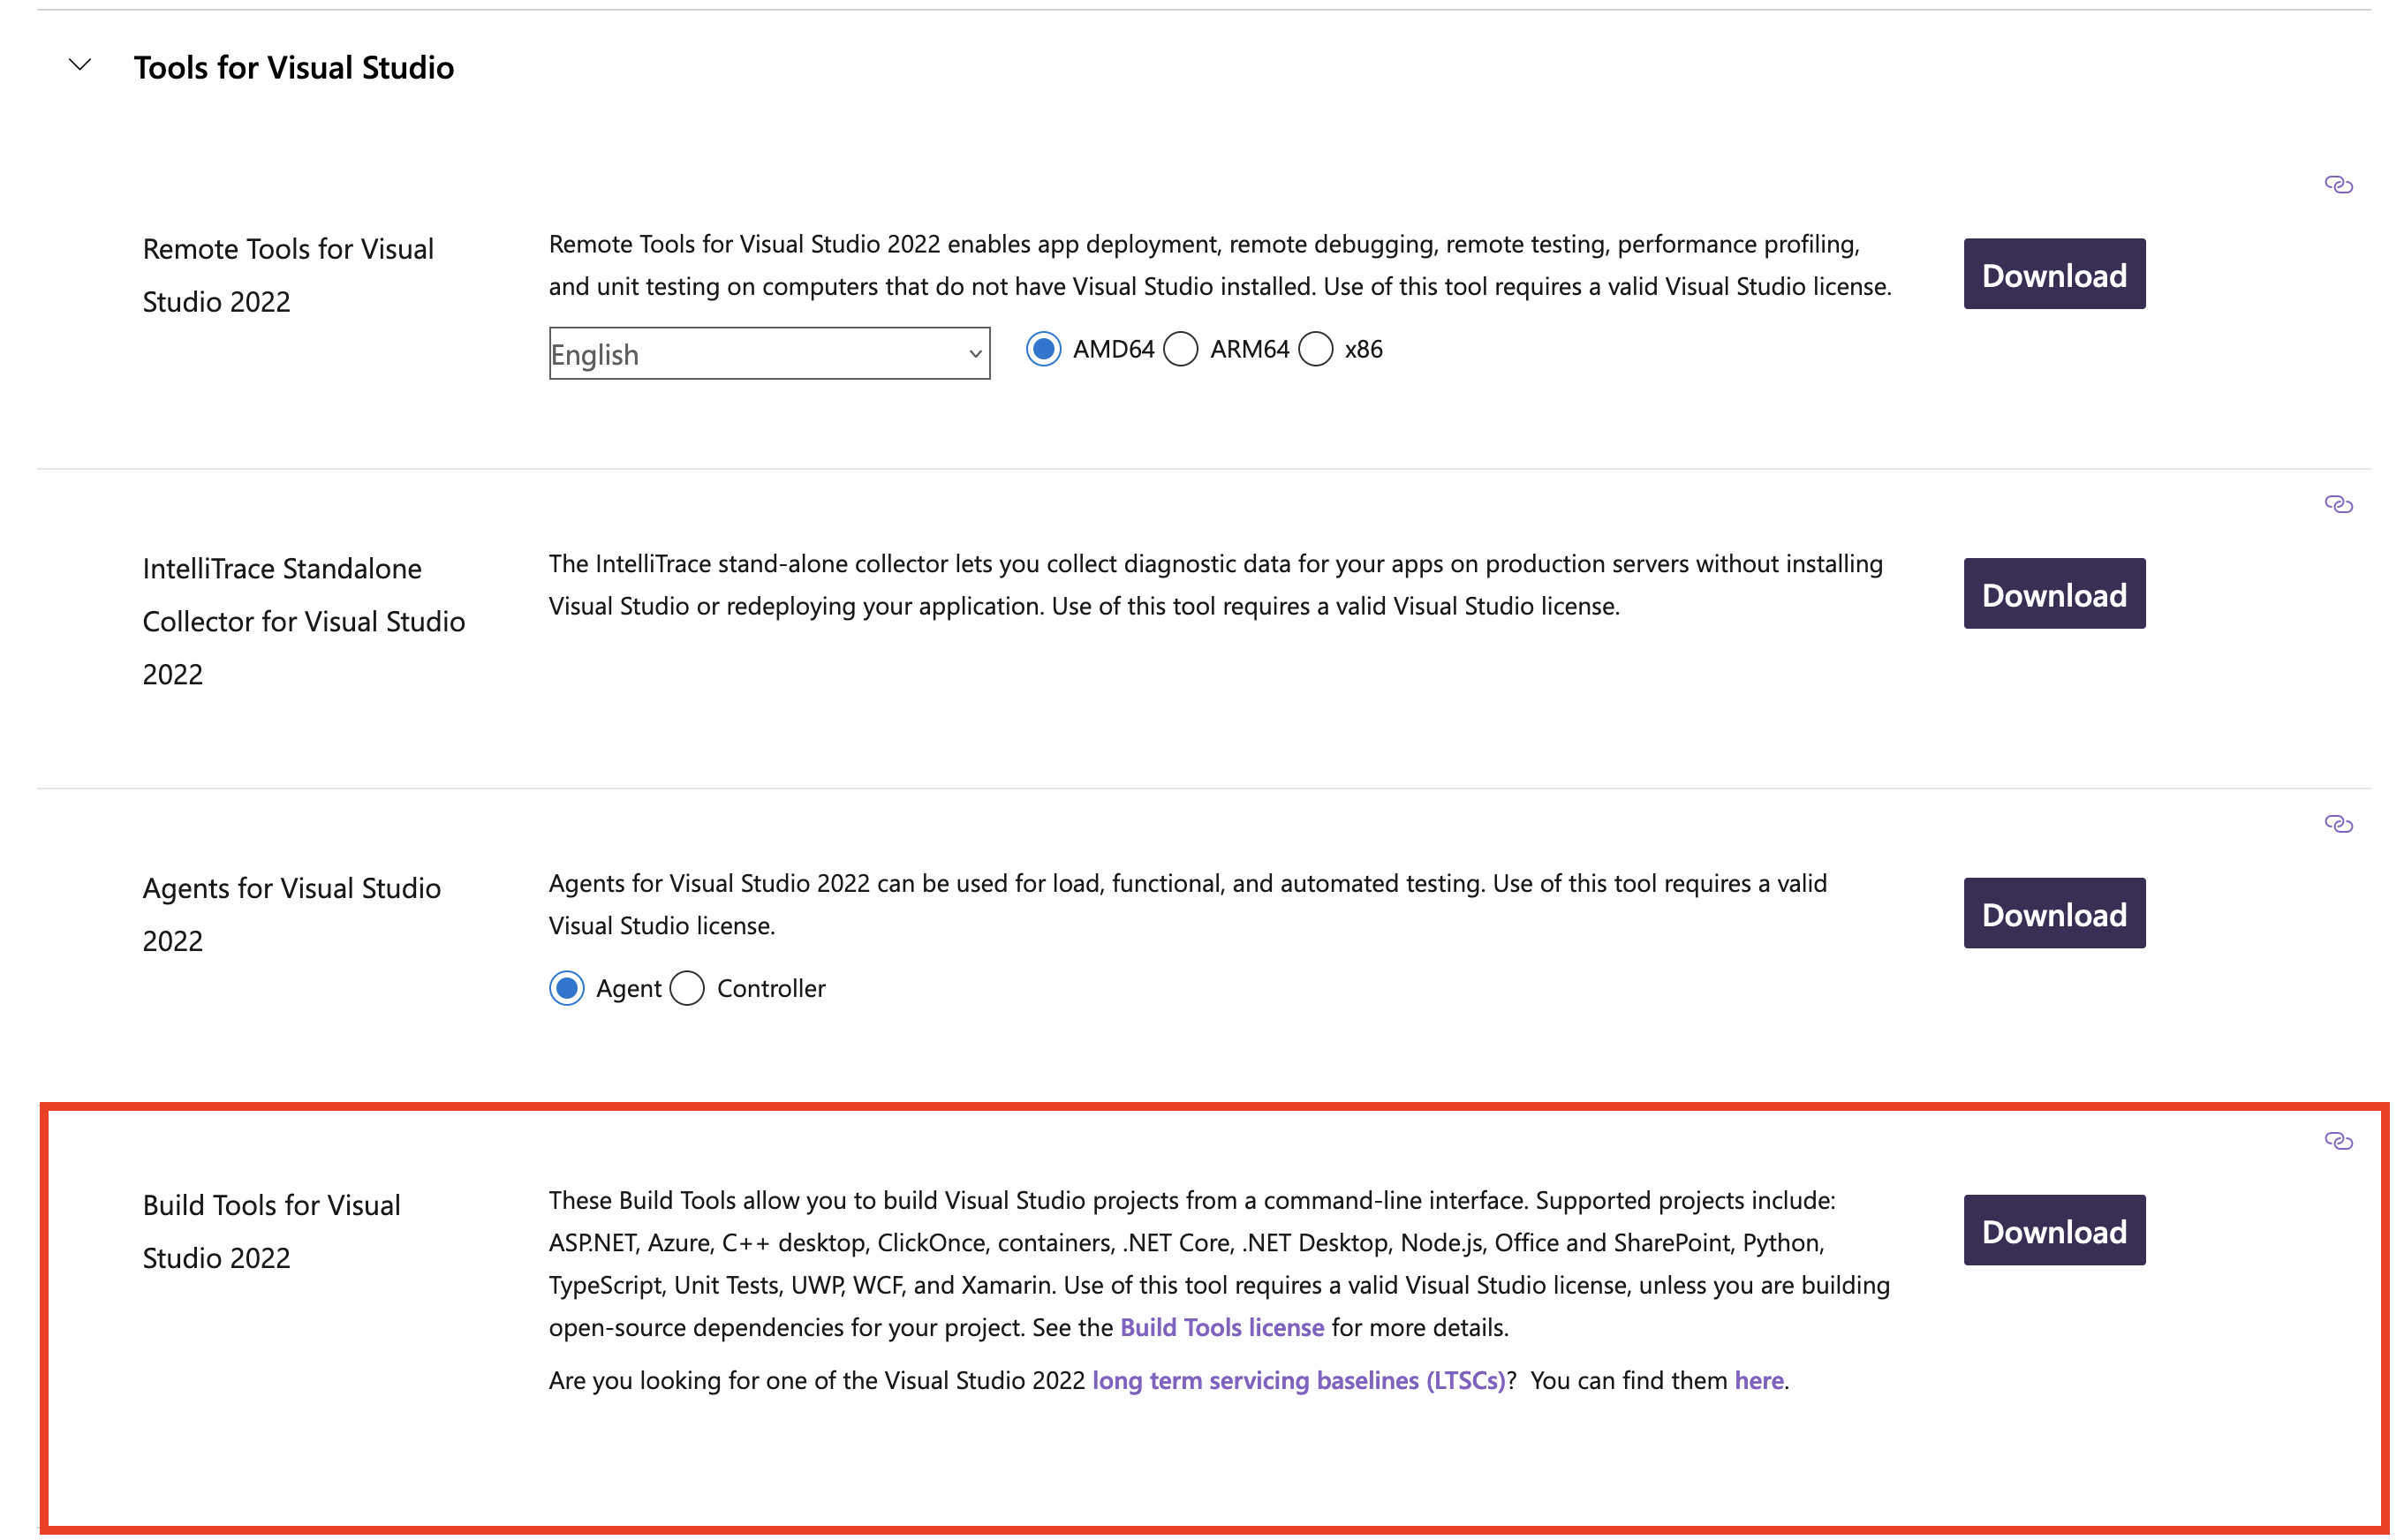 Tools for Visual Studio
Remote Tools for Visual
Studio 2022
Remote Tools for Visual Studio 2022 enables app deployment, remote debugging, remote testing, performance profiling,
and unit testing on computers that do not have Visual Studio installed. Use of this tool requires a valid Visual Studio license.
English
AMD64 ARM64 x86
Download
IntelliTrace Standalone
Collector for Visual Studio
2022
The IntelliTrace stand-alone collector lets you collect diagnostic data for your apps on production servers without installing
Visual Studio or redeploying your application. Use of this tool requires a valid Visual Studio license.
Download
Agents for Visual Studio
2022
Agents for Visual Studio 2022 can be used for load, functional, and automated testing. Use of this tool requires a valid
Visual Studio license.
Agent Controller
Download
Build Tools for Visual
Studio 2022
These Build Tools allow you to build Visual Studio projects from a command-line interface. Supported projects include:
ASP.NET, Azure, C++ desktop, ClickOnce, containers, .NET Core, .NET Desktop, Node.js, Office and SharePoint, Python,
TypeScript, Unit Tests, UWP, WCF, and Xamarin. Use of this tool requires a valid Visual Studio license, unless you are building
open-source dependencies for your project. See the Build Tools license for more details.
Are you looking for one of the Visual Studio 2022 long term servicing baselines (LTSCs)? You can find them here.
Download